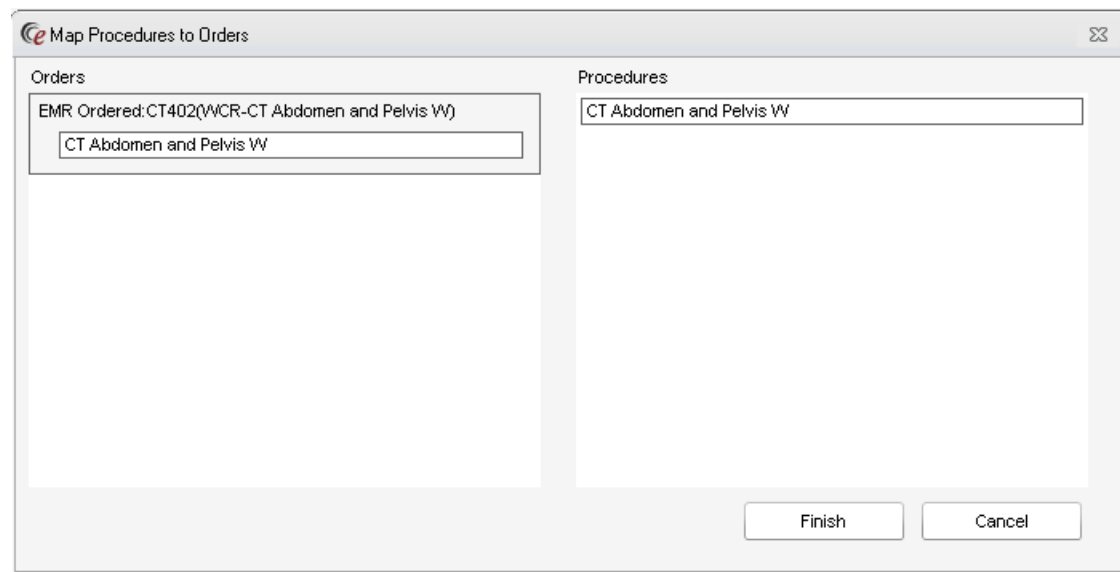 Map Procedures to Orders
Orders
EMR Ordered:CT402(WCR-CT Abdomen and Pelvis W)
CT Abdomen and Pelvis W
Procedures
CT Abdomen and Pelvis W
Finish
Cancel